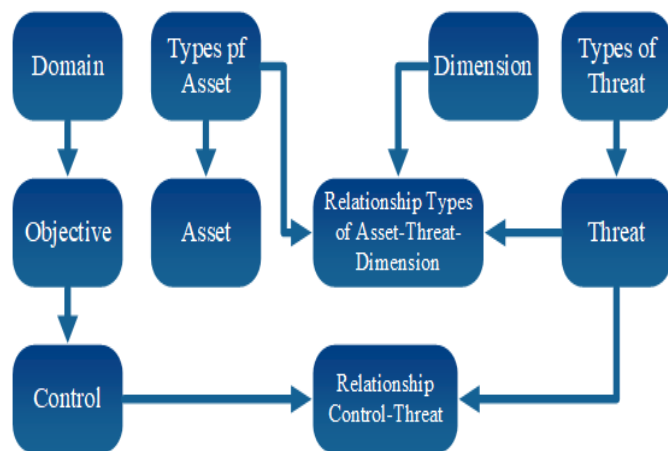 Domain
Types pf
Asset
Dimension
Types of
Threat
Objective
Asset
Relationship Types
of Asset-Threat-
Dimension
Threat
Control
Relationship
Control-Threat